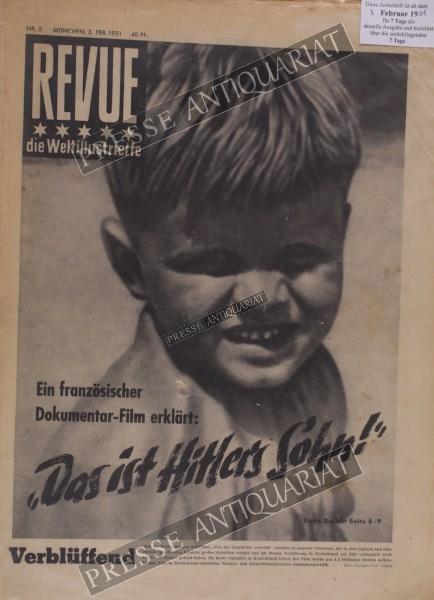 Diese Zeitschrift ist ab dem
3 Februar 1951
für 7 Tage die
aktuelle Ausgabe und berichtet
über die zurückliegenden
7 Tage
NR. 5 MÜNCHEN, 3. FEB. 1951 40 PF.
REVUE
die Weltillustrierte
PRESSE ANTIQUARIAT
PRESSE ANTIQUARIAT
Ein französischer
Dokumentar-Film erklärt:
„Das ist Hitlers Sohn!"
PRESSE ANTIQUARIAT
Siehe Bericht Seite 8-9
Verblüffend